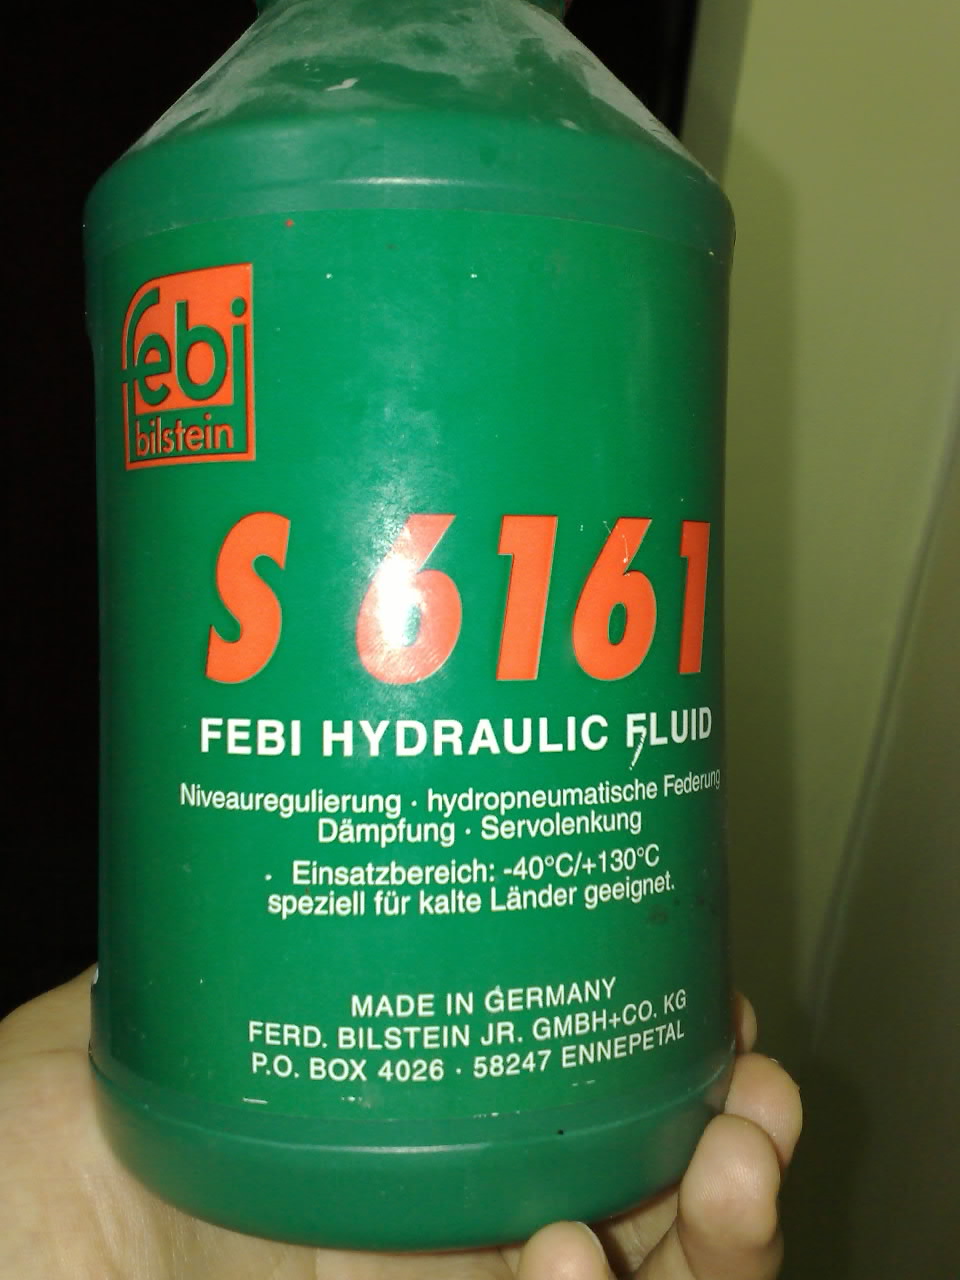 febi
bilstein
S 6161
FEBI HYDRAULIC FLUID
Niveauregulierung · hydropneumatische Federung
Dämpfung · Servolenkung
· Einsatzbereich: -40°C/+130°C
speziell für kalte Länder geeignet.
MADE IN GERMANY
FERD. BILSTEIN JR. GMBH+CO. KG
P.O. BOX 4026 · 58247 ENNEPETAL